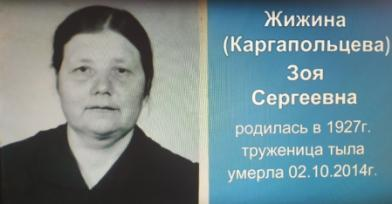 Жижина
(Каргапольцева)
Зоя
Сергеевна
родилась в 1927г.
труженица тыла
умерла 02.10.2014г.